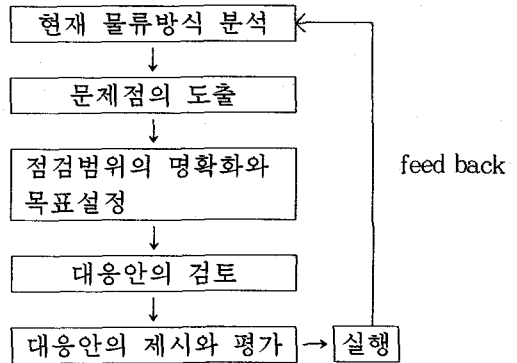 현재 물류방식 분석
문제점의 도출
점검범위의 명확화와
목표설정
feed back
대응안의 검토
대응안의 제시와 평가
실행